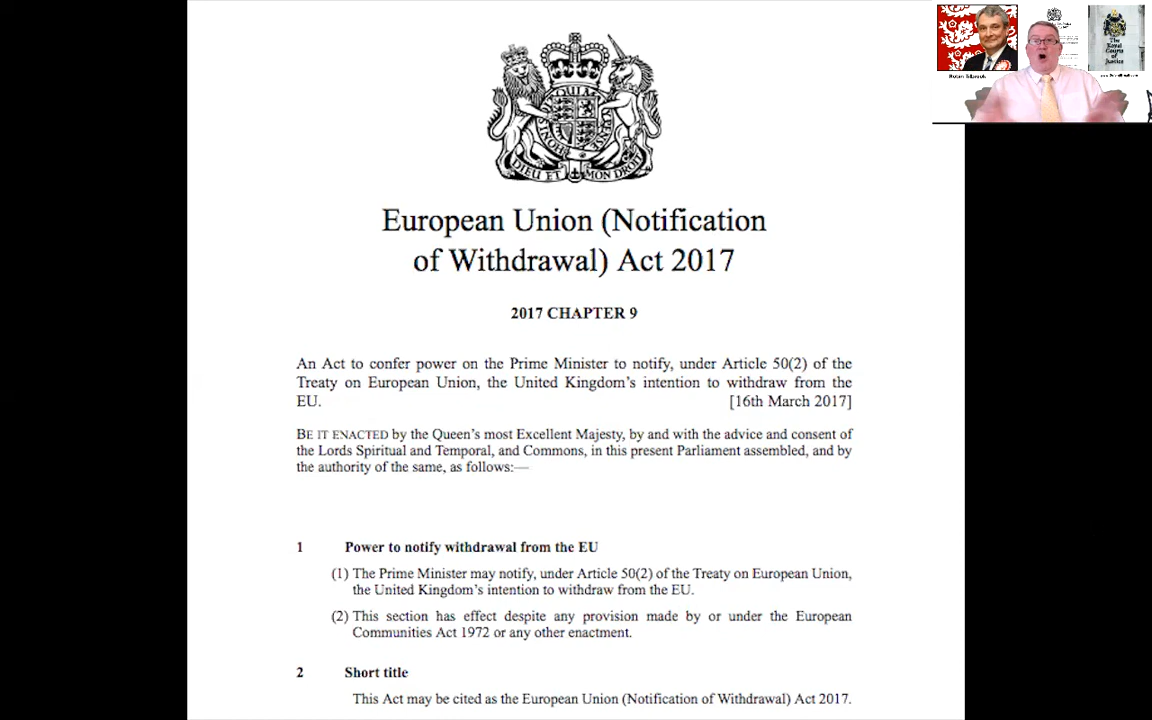 European Union (Notification
of Withdrawal) Act 2017
2017 CHAPTER 9
An Act to confer power on the Prime Minister to notify, under Article 50(2) of the
Treaty on European Union, the United Kingdom's intention to withdraw from the
EU. [16th March 2017]
BE IT ENACTED by the Queen's most Excellent Majesty, by and with the advice and consent of
the Lords Spiritual and Temporal, and Commons, in this present Parliament assembled, and by
the authority of the same, as follows:—
1 Power to notify withdrawal from the EU
(1) The Prime Minister may notify, under Article 50(2) of the Treaty on European Union,
the United Kingdom's intention to withdraw from the EU.
(2) This section has effect despite any provision made by or under the European
Communities Act 1972 or any other enactment.
2 Short title
This Act may be cited as the European Union (Notification of Withdrawal) Act 2017.
DIEU ET MON DROIT
Robin Tilbrook
The
Royal
Courts
of
Justice